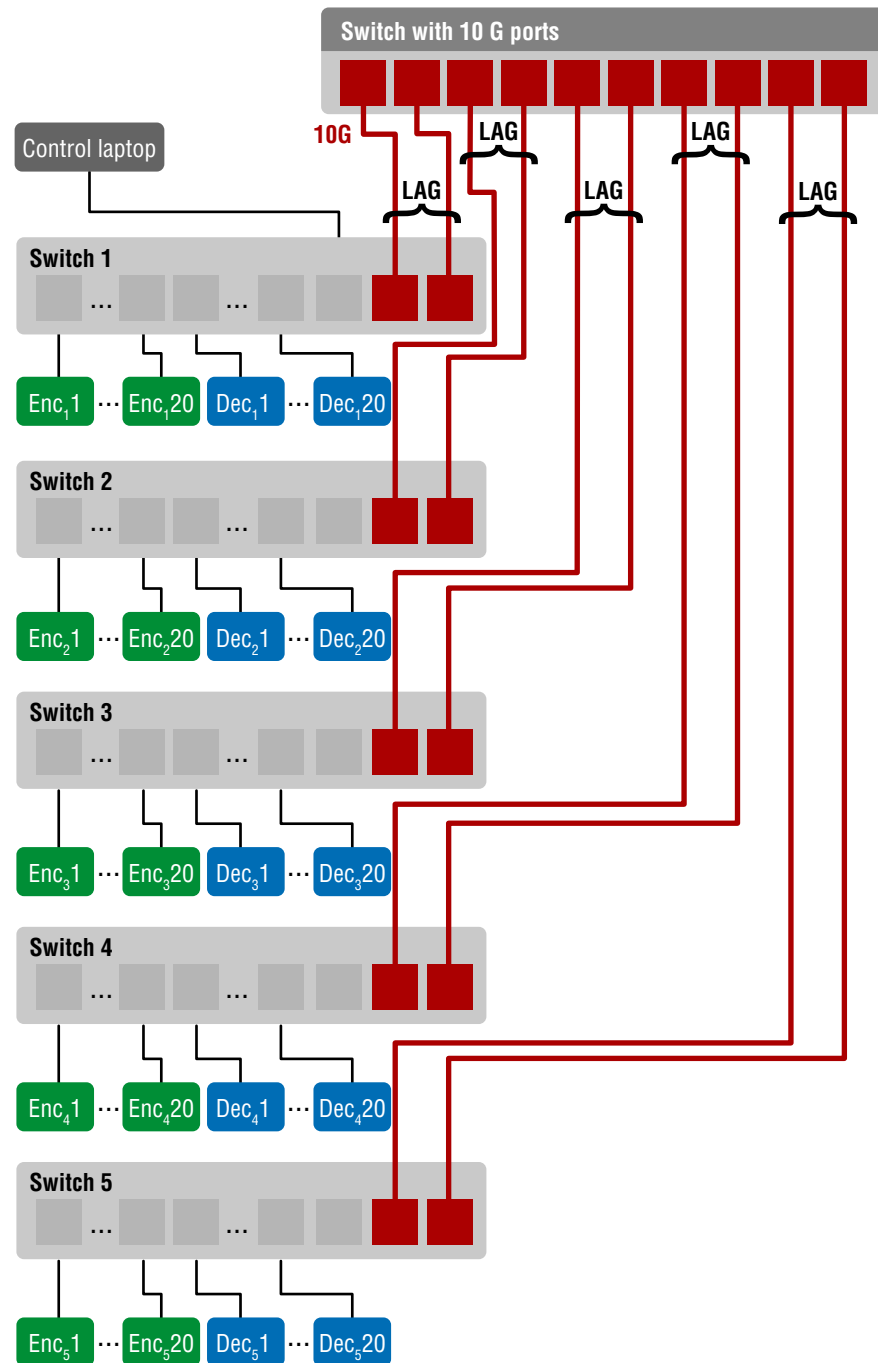 Switch with 10 G ports
10G
LAG
LAG
Control laptop
LAG
LAG
LAG
Switch 1
...
...
Enc₁1 ... Enc₁20 Dec₁1 ... Dec₁20
Switch 2
...
...
Enc₂1 ... Enc₂20 Dec₂1 ... Dec₂20
Switch 3
...
...
Enc₃1 ... Enc₃20 Dec₃1 ... Dec₃20
Switch 4
...
...
Enc₄1 ... Enc₄20 Dec₄1 ... Dec₄20
Switch 5
...
...
Enc₅1 ... Enc₅20 Dec₅1 ... Dec₅20